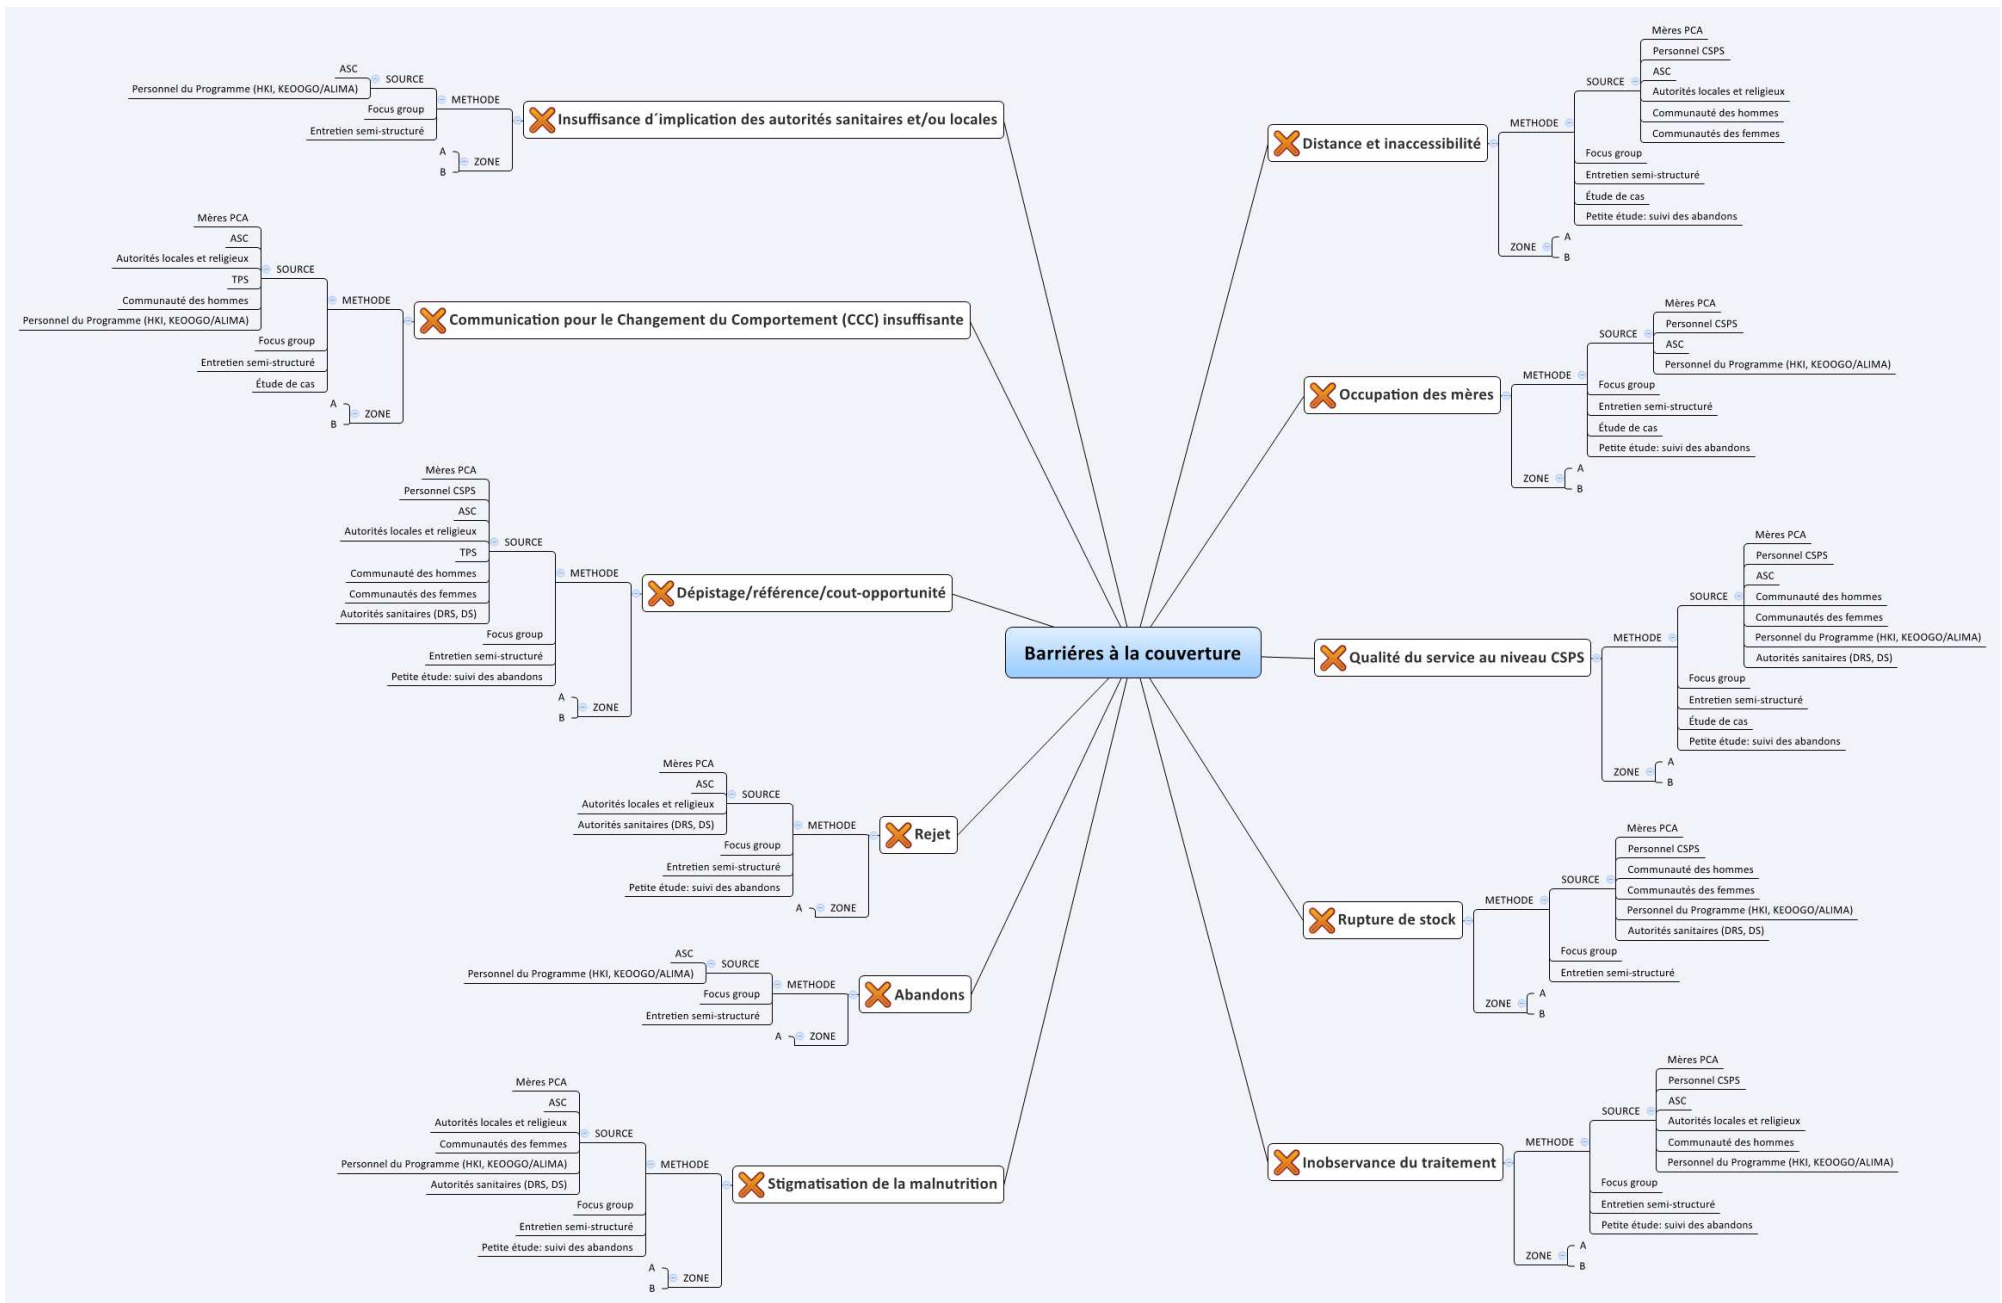 Barriéres à la couverture
Insuffisance d´implication des autorités sanitaires et/ou locales
METHODE
SOURCE
ASC
Personnel du Programme (HKI, KEOOGO/ALIMA)
Focus group
Entretien semi-structuré
ZONE
A
B
Communication pour le Changement du Comportement (CCC) insuffisante
METHODE
SOURCE
Mères PCA
ASC
Autorités locales et religieux
TPS
Communauté des hommes
Personnel du Programme (HKI, KEOOGO/ALIMA)
Focus group
Entretien semi-structuré
Étude de cas
ZONE
A
B
Dépistage/référence/cout-opportunité
METHODE
SOURCE
Mères PCA
Personnel CSPS
ASC
Autorités locales et religieux
TPS
Communauté des hommes
Communautés des femmes
Autorités sanitaires (DRS, DS)
Focus group
Entretien semi-structuré
Petite étude: suivi des abandons
ZONE
A
B
Rejet
METHODE
SOURCE
Mères PCA
ASC
Autorités locales et religieux
Autorités sanitaires (DRS, DS)
Focus group
Entretien semi-structuré
Petite étude: suivi des abandons
ZONE
A
Abandons
METHODE
SOURCE
ASC
Personnel du Programme (HKI, KEOOGO/ALIMA)
Focus group
Entretien semi-structuré
ZONE
A
Stigmatisation de la malnutrition
METHODE
SOURCE
Mères PCA
ASC
Autorités locales et religieux
Communautés des femmes
Personnel du Programme (HKI, KEOOGO/ALIMA)
Autorités sanitaires (DRS, DS)
Focus group
Entretien semi-structuré
Petite étude: suivi des abandons
ZONE
A
B
Distance et inaccessibilité
METHODE
SOURCE
Mères PCA
Personnel CSPS
ASC
Autorités locales et religieux
Communauté des hommes
Communautés des femmes
Focus group
Entretien semi-structuré
Étude de cas
Petite étude: suivi des abandons
ZONE
A
B
Occupation des mères
METHODE
SOURCE
Mères PCA
Personnel CSPS
ASC
Personnel du Programme (HKI, KEOOGO/ALIMA)
Focus group
Entretien semi-structuré
Étude de cas
Petite étude: suivi des abandons
ZONE
A
B
Qualité du service au niveau CSPS
METHODE
SOURCE
Mères PCA
Personnel CSPS
ASC
Communauté des hommes
Communautés des femmes
Personnel du Programme (HKI, KEOOGO/ALIMA)
Autorités sanitaires (DRS, DS)
Focus group
Entretien semi-structuré
Étude de cas
Petite étude: suivi des abandons
ZONE
A
B
Rupture de stock
METHODE
SOURCE
Mères PCA
Personnel CSPS
Communauté des hommes
Communautés des femmes
Personnel du Programme (HKI, KEOOGO/ALIMA)
Autorités sanitaires (DRS, DS)
Focus group
Entretien semi-structuré
ZONE
A
B
Inobservance du traitement
METHODE
SOURCE
Mères PCA
Personnel CSPS
ASC
Autorités locales et religieux
Communauté des hommes
Personnel du Programme (HKI, KEOOGO/ALIMA)
Focus group
Entretien semi-structuré
Petite étude: suivi des abandons
ZONE
A
B